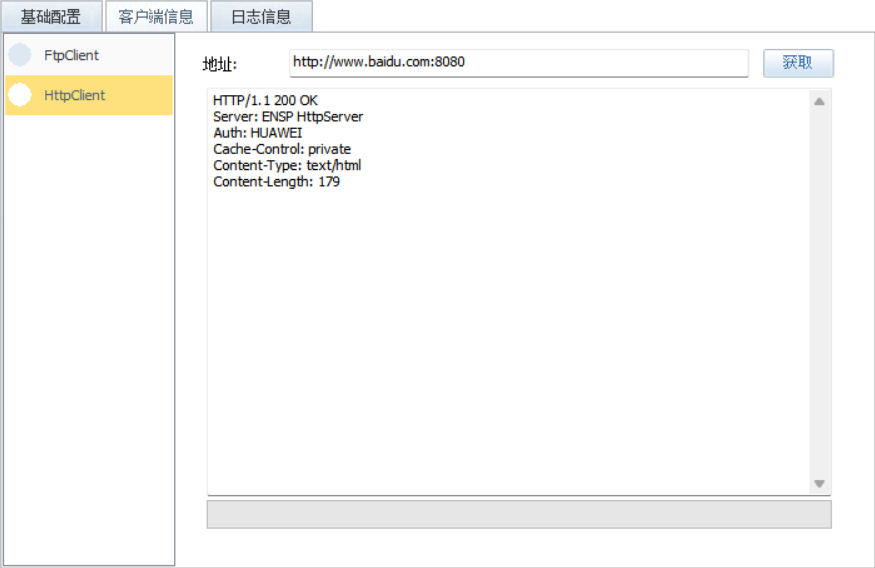 基础配置 客户端信息 日志信息
FtpClient
HttpClient
地址: http://www.baidu.com:8080 获取
HTTP/1.1 200 OK
Server: ENSP HttpServer
Auth: HUAWEI
Cache-Control: private
Content-Type: text/html
Content-Length: 179